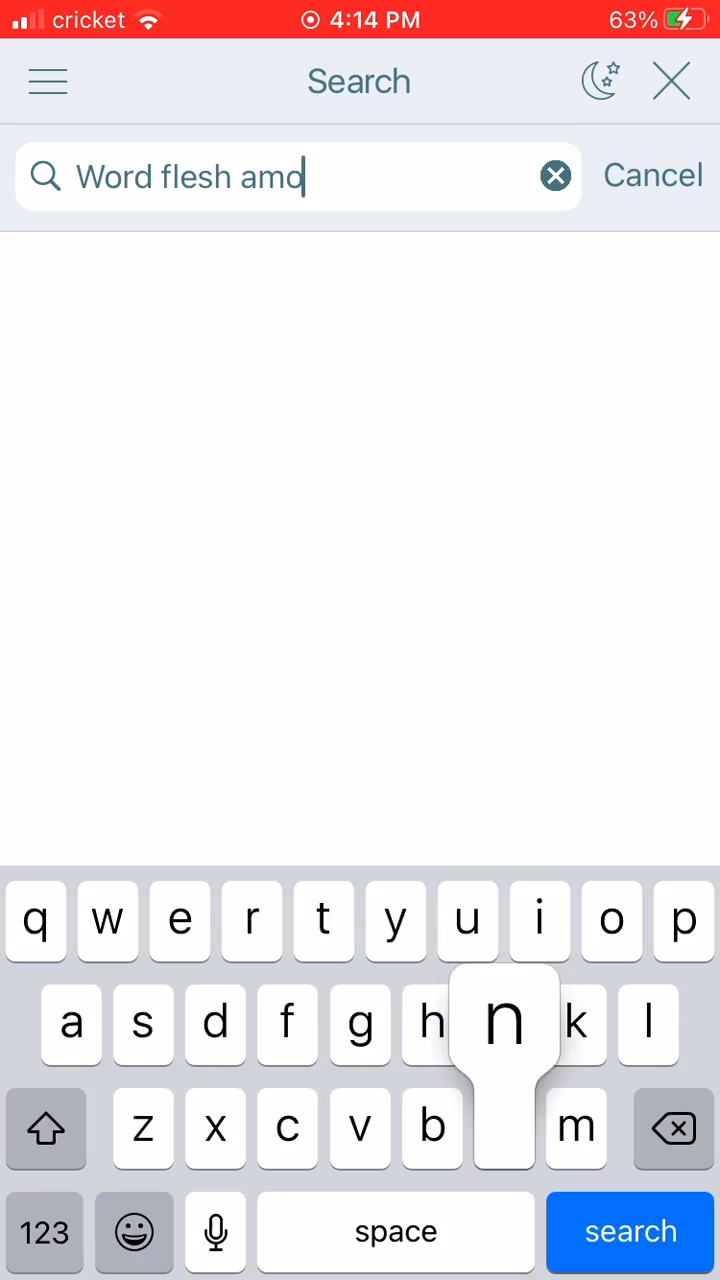 cricket 4:14 PM 63%
Search
Word flesh amo Cancel
q w e r t y u i o p
a s d f g h n k l
z x c v b m
123 space search